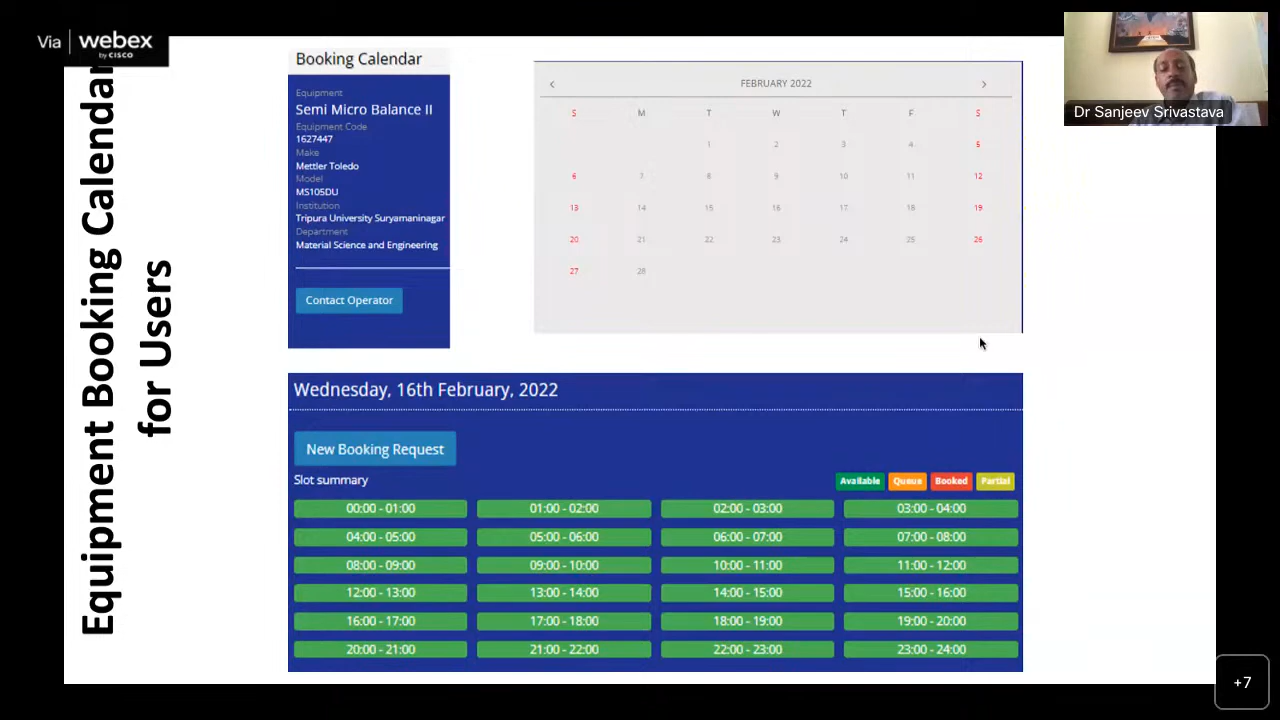 Via webex
by CISCO
Equipment Booking Calendar
for Users
Booking Calendar
Equipment
Semi Micro Balance II
Equipment Code
1627447
Make
Mettler Toledo
Model
MS105DU
Institution
Tripura University Suryamaninagar
Department
Material Science and Engineering
Contact Operator
< FEBRUARY 2022 >
S M T W T F S
1 2 3 4 5
6 7 8 9 10 11 12
13 14 15 16 17 18 19
20 21 22 23 24 25 26
27 28
Dr Sanjeev Srivastava
Wednesday, 16th February, 2022
New Booking Request
Slot summary
Available Queue Booked Partial
00:00 - 01:00 01:00 - 02:00 02:00 - 03:00 03:00 - 04:00
04:00 - 05:00 05:00 - 06:00 06:00 - 07:00 07:00 - 08:00
08:00 - 09:00 09:00 - 10:00 10:00 - 11:00 11:00 - 12:00
12:00 - 13:00 13:00 - 14:00 14:00 - 15:00 15:00 - 16:00
16:00 - 17:00 17:00 - 18:00 18:00 - 19:00 19:00 - 20:00
20:00 - 21:00 21:00 - 22:00 22:00 - 23:00 23:00 - 24:00
+7